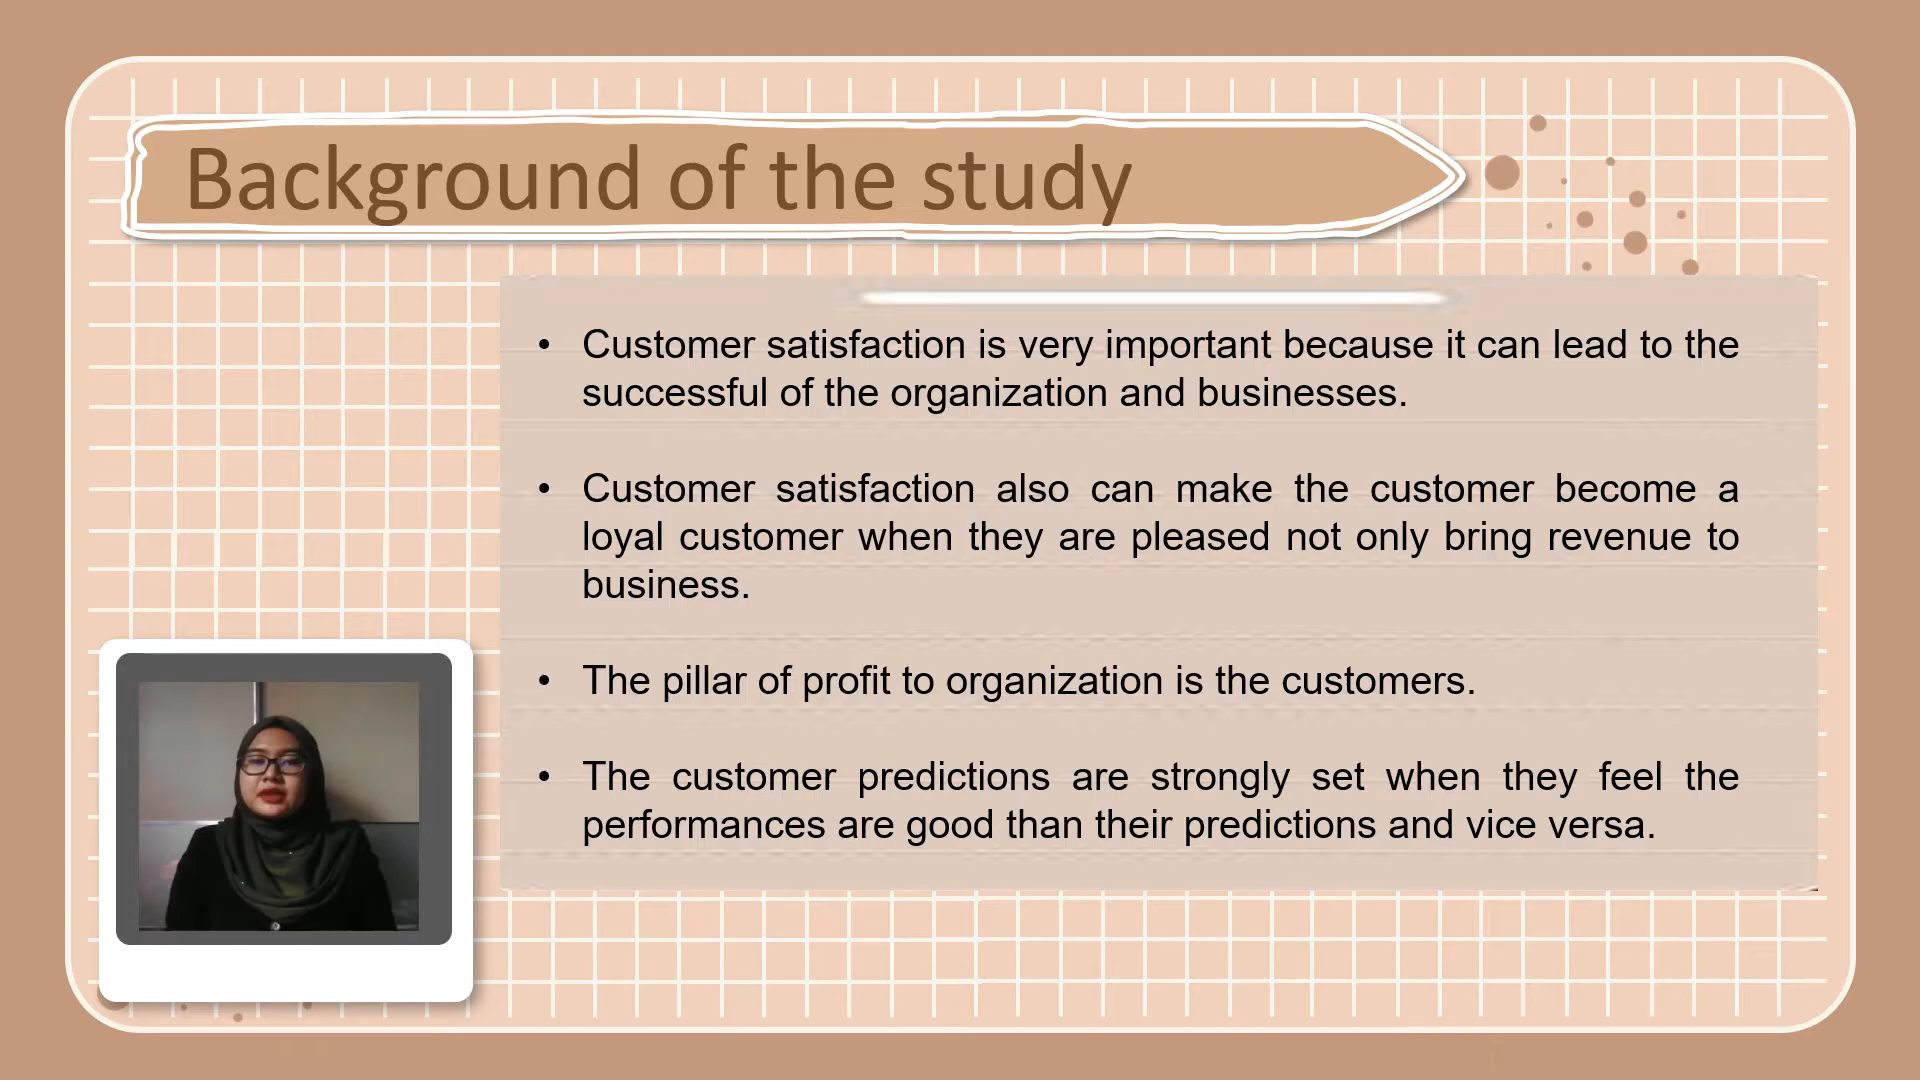 Background of the study
• Customer satisfaction is very important because it can lead to the
successful of the organization and businesses.
• Customer satisfaction also can make the customer become a
loyal customer when they are pleased not only bring revenue to
business.
• The pillar of profit to organization is the customers.
• The customer predictions are strongly set when they feel the
performances are good than their predictions and vice versa.